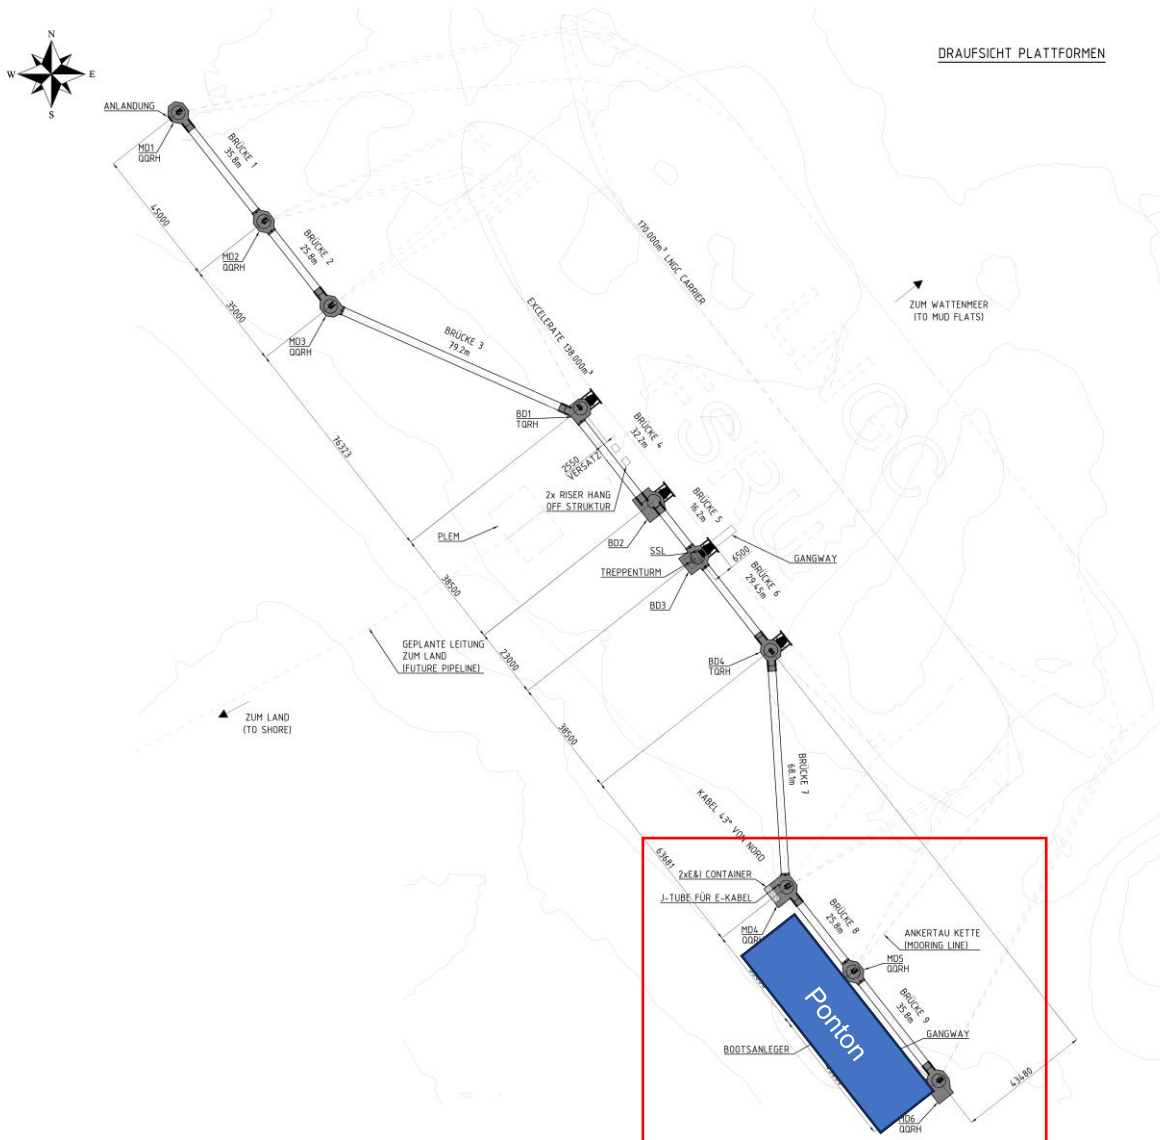 DRAUFSICHT PLATTFORMEN
N
W
E
S
ANLANDUNG
MD1
QQRH
BRÜCKE 1
35.8m
45000
MD2
QQRH
BRÜCKE 2
25.8m
35000
MD3
QQRH
BRÜCKE 3
79.2m
170.000m³ LNGC CARRIER
EXCELERATE 138.000m³
ZUM WATTENMEER
(TO MUD FLATS)
LNGC
FSRU
BD1
TQRH
BRÜCKE 4
32.2m
76323
2550
VERSATZ
2x RISER HANG
OFF STRUKTUR
BRÜCKE 5
16.2m
PLEM
BD2
SSL
TREPPENTURM
6500
GANGWAY
BRÜCKE 6
29.45m
BD3
38500
GEPLANTE LEITUNG
ZUM LAND
(FUTURE PIPELINE)
23000
BD4
TQRH
ZUM LAND
(TO SHORE)
38500
BRÜCKE 7
68.1m
KABEL 43° VON NORD
63681
2xE&I CONTAINER
J-TUBE FÜR E-KABEL
MD4
BRÜCKE 8
25.8m
ANKERTAU KETTE
(MOORING LINE)
MD5
QQRH
Ponton
BRÜCKE 9
35.8m
GANGWAY
BOOTSANLEGER
43480
MD6
QQRH